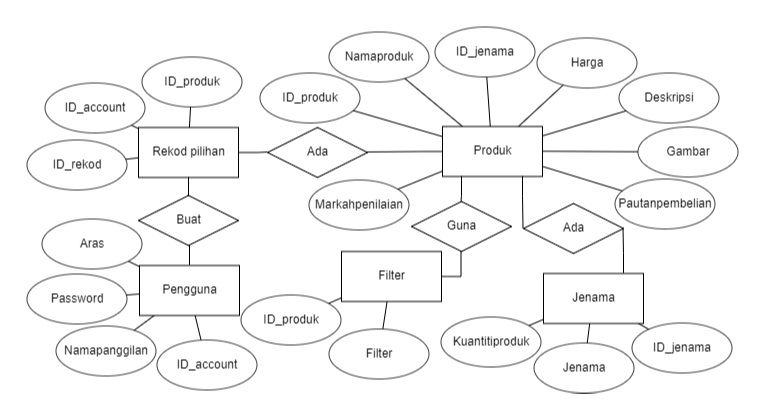 Namaproduk
ID_jenama
Harga
ID_produk
ID_produk
Deskripsi
ID_account
Rekod pilihan
Ada
Produk
Gambar
ID_rekod
Markahpenilaian
Pautanpembelian
Buat
Guna
Ada
Aras
Pengguna
Filter
Jenama
Password
ID_produk
Kuantitiproduk
ID_jenama
Namapanggilan
ID_account
Filter
Jenama